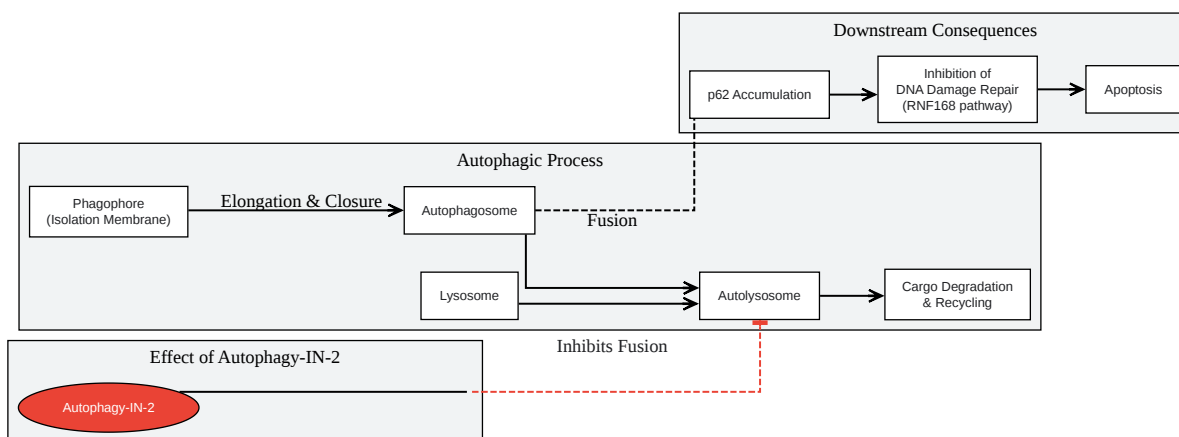 Downstream Consequences
p62 Accumulation
Inhibition of
DNA Damage Repair
(RNF168 pathway)
Apoptosis
Autophagic Process
Phagophore
(Isolation Membrane)
Elongation & Closure
Autophagosome
Fusion
Lysosome
Autolysosome
Cargo Degradation
& Recycling
Inhibits Fusion
Effect of Autophagy-IN-2
Autophagy-IN-2